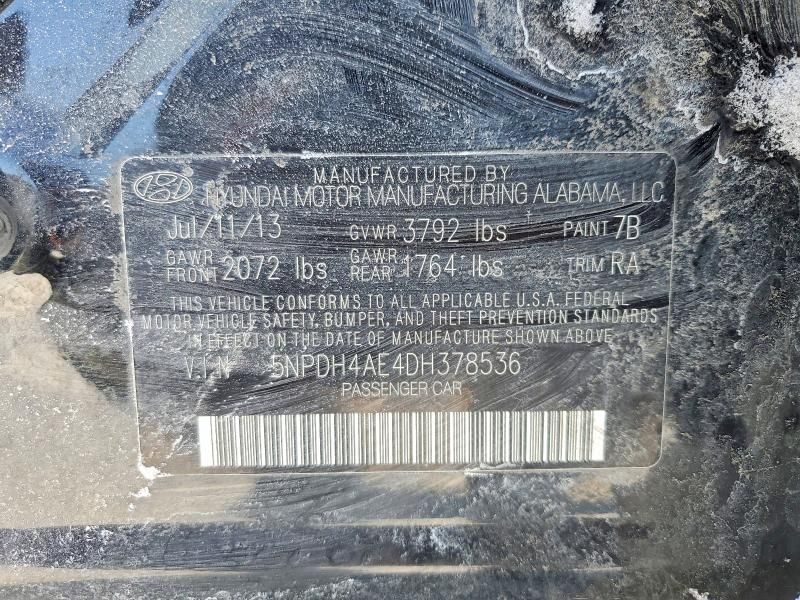 MANUFACTURED BY
HYUNDAI MOTOR MANUFACTURING ALABAMA, LLC
Jul/11/13 GVWR 3792 lbs PAINT 7B
GAWR FRONT 2072 lbs GAWR REAR 1764 lbs TRIM RA
THIS VEHICLE CONFORMS TO ALL APPLICABLE U.S.A. FEDERAL
MOTOR VEHICLE SAFETY, BUMPER, AND THEFT PREVENTION STANDARDS
IN EFFECT ON THE DATE OF MANUFACTURE SHOWN ABOVE.
V.I.N 5NPDH4AE4DH378536
PASSENGER CAR